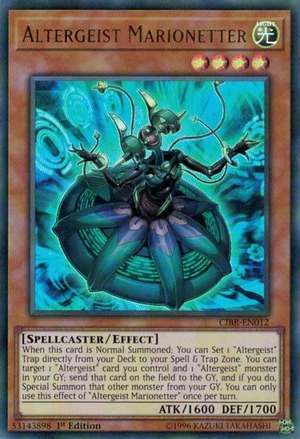 ALTERGEIST MARIONETTER
LIGHT
光
CIBR-EN012
[SPELLCASTER/EFFECT]
When this card is Normal Summoned: You can Set 1 "Altergeist"
Trap directly from your Deck to your Spell & Trap Zone. You can
target 1 "Altergeist" card you control and 1 "Altergeist" monster
in your GY; send that card on the field to the GY, and if you do,
Special Summon that other monster from your GY. You can only
use this effect of "Altergeist Marionetter" once per turn.
ATK/1600 DEF/1700
53143898 1st Edition ©1996 KAZUKI TAKAHASHI